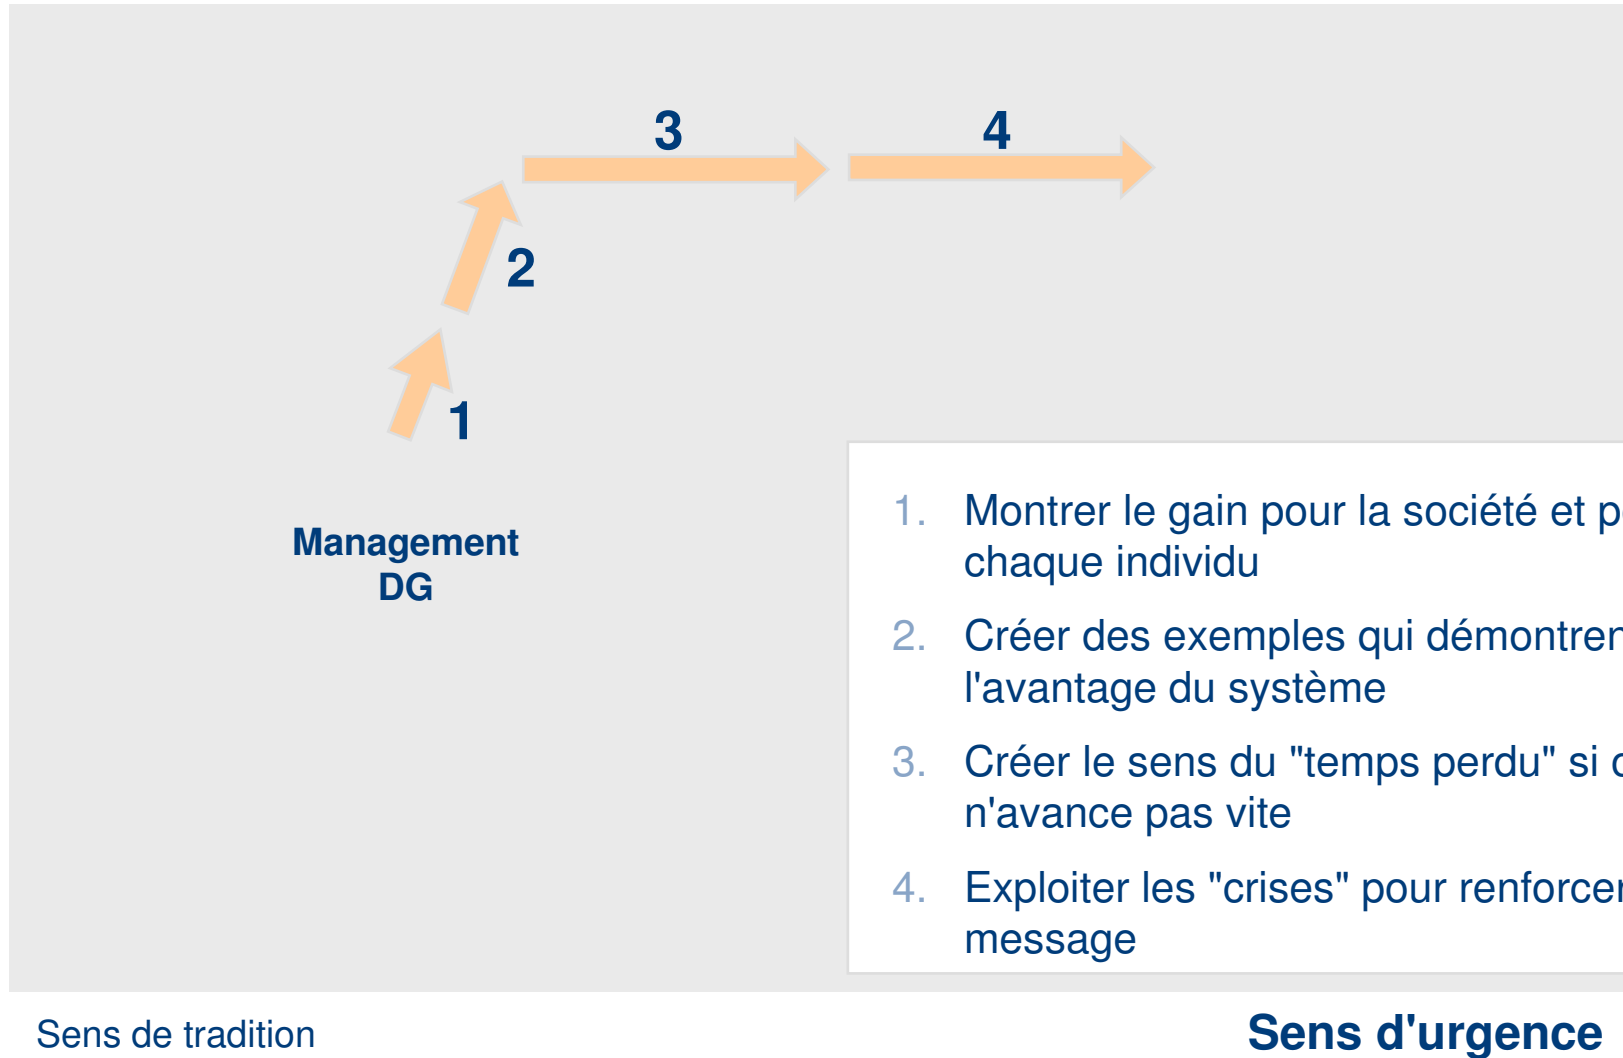 3
4
2
1
Management
DG
1. Montrer le gain pour la société et
chaque individu
2. Créer des exemples qui
l'avantage du système
3. Créer le sens du "temps perdu" si
n'avance pas vite
4. Exploiter les "crises" pour
message
Sens de tradition
Sens d'urgence